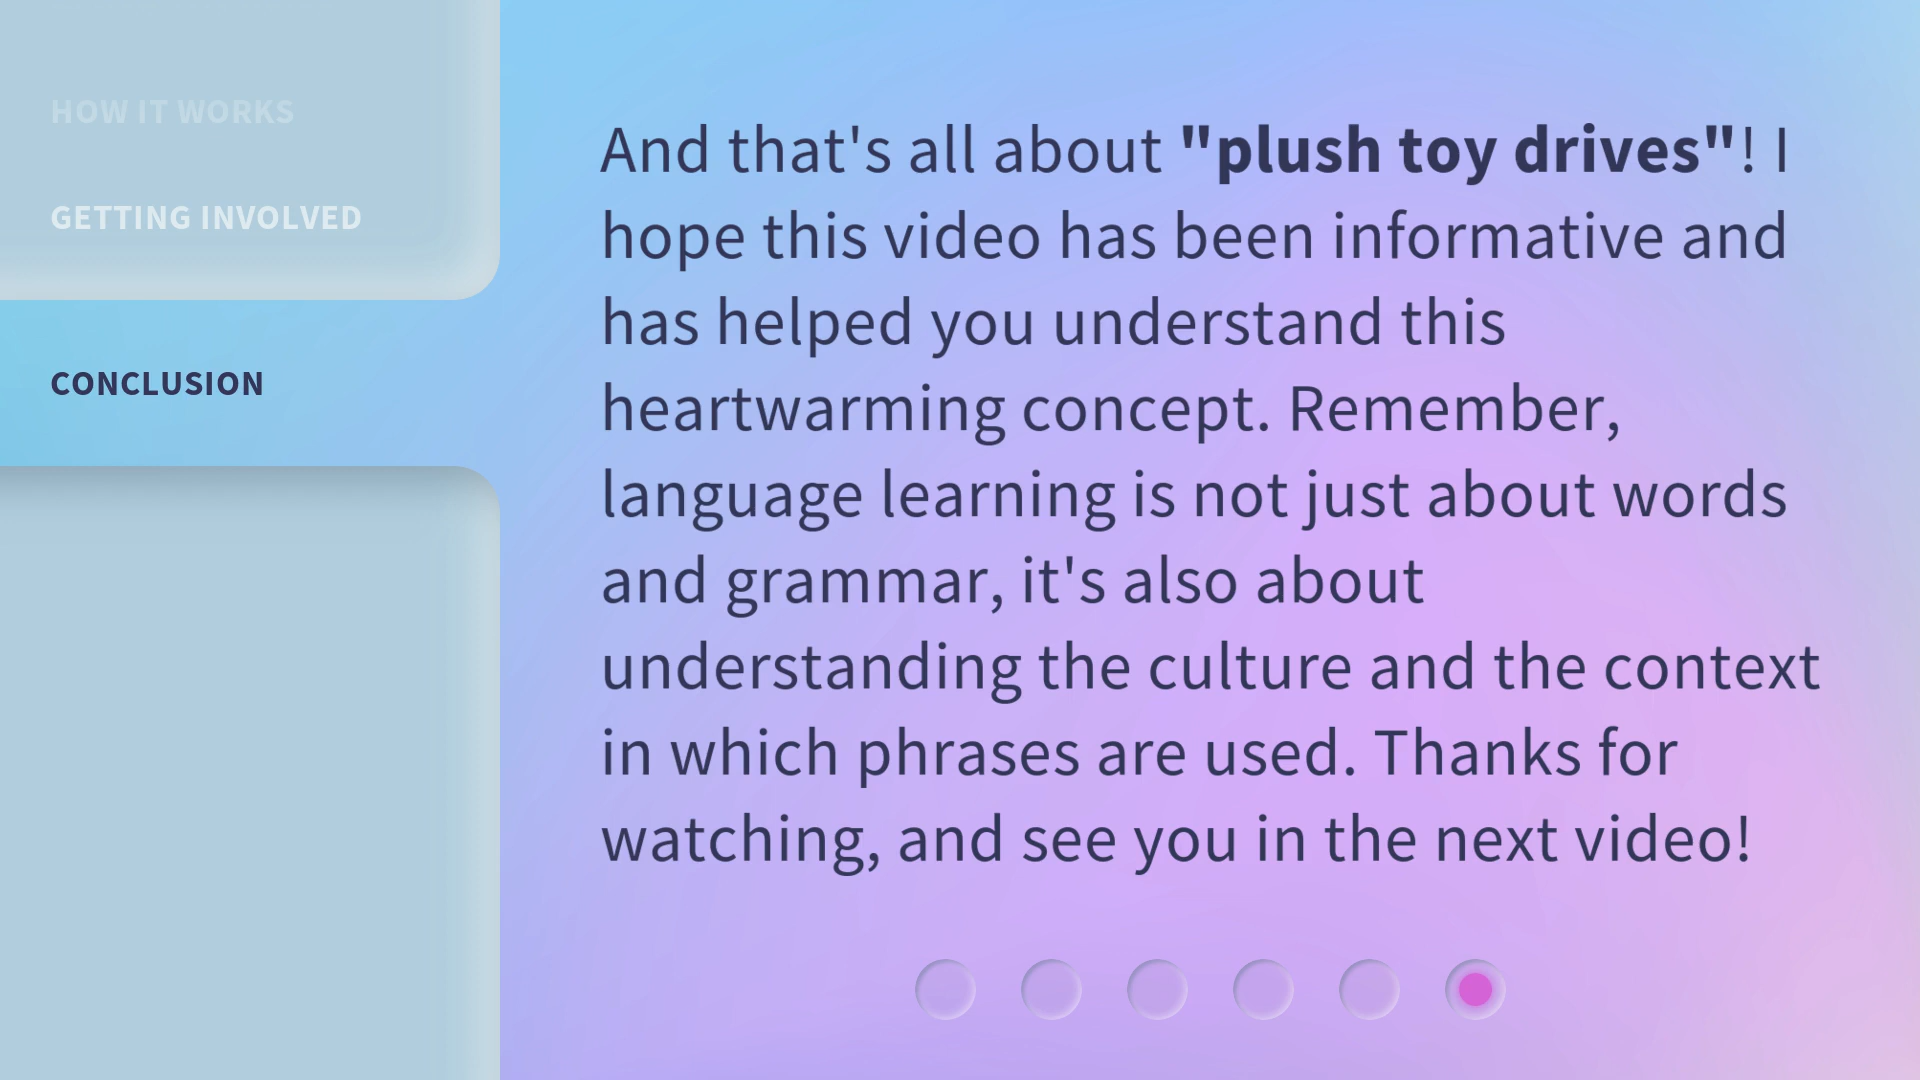 HOW IT WORKS
GETTING INVOLVED
CONCLUSION
And that's all about "plush toy drives"! I
hope this video has been informative and
has helped you understand this
heartwarming concept. Remember,
language learning is not just about words
and grammar, it's also about
understanding the culture and the context
in which phrases are used. Thanks for
watching, and see you in the next video!